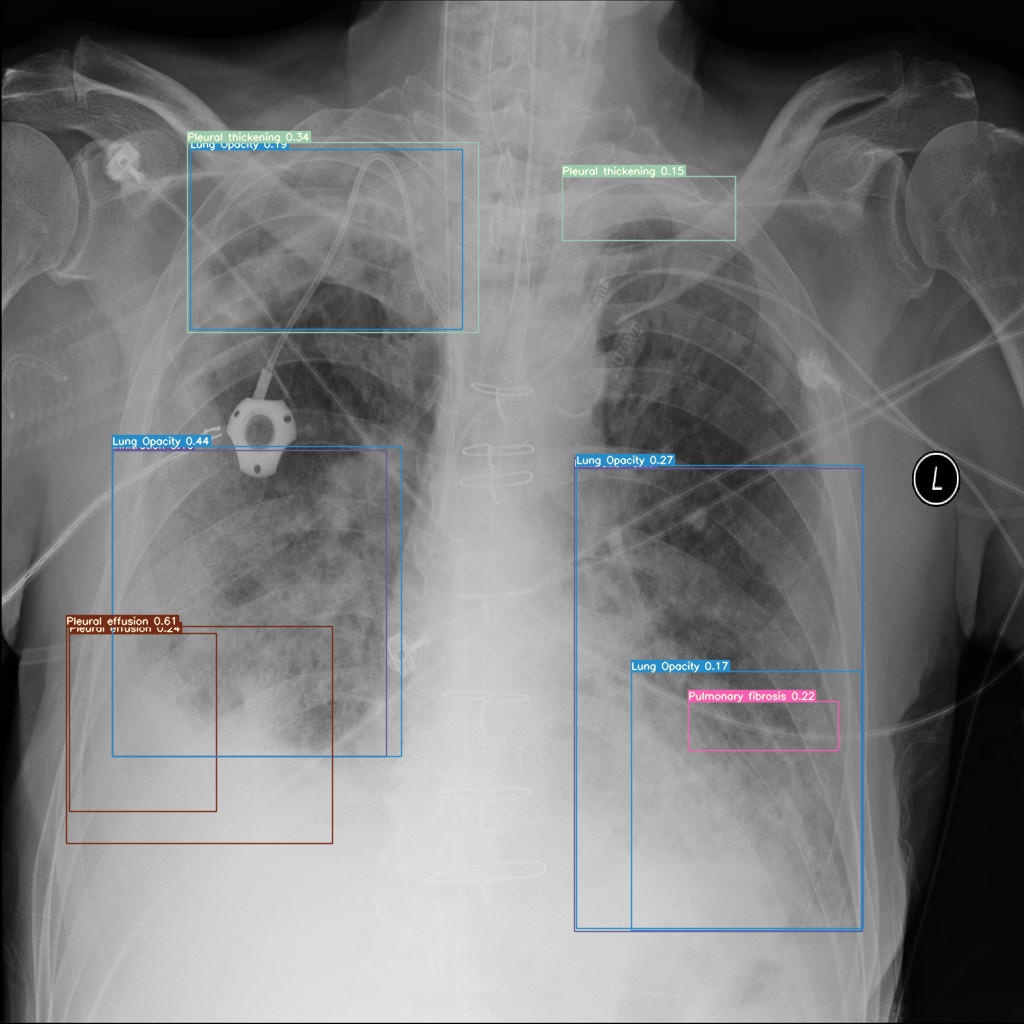 Pleural thickening 0.34
Lung Opacity 0.19
Pleural thickening 0.15
Lung Opacity 0.44
Lung Opacity 0.27
L
Pleural effusion 0.61
Pleural effusion 0.24
Lung Opacity 0.17
Pulmonary fibrosis 0.22